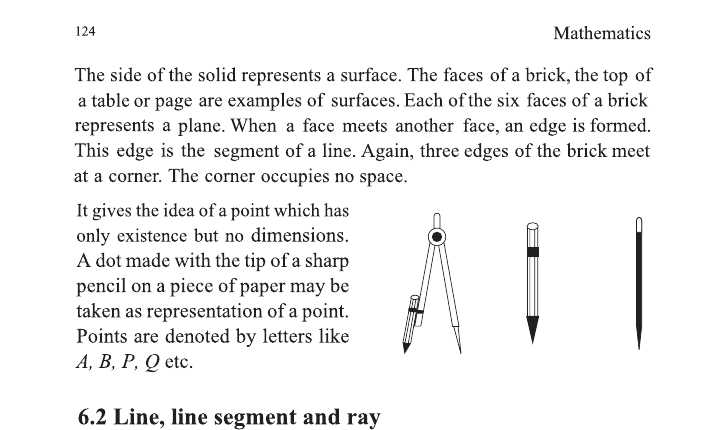 124
Mathematics
The side of the solid represents a surface. The faces of a brick, the top of
a table or page are examples of surfaces. Each of the six faces of a brick
represents a plane. When a face meets another face, an edge is formed.
This edge is the segment of a line. Again, three edges of the brick meet
at a corner. The corner occupies no space.
It gives the idea of a point which has
only existence but no dimensions.
A dot made with the tip of a sharp
pencil on a piece of paper may be
taken as representation of a point.
Points are denoted by letters like
A, B, P, Q etc.
6.2 Line, line segment and ray